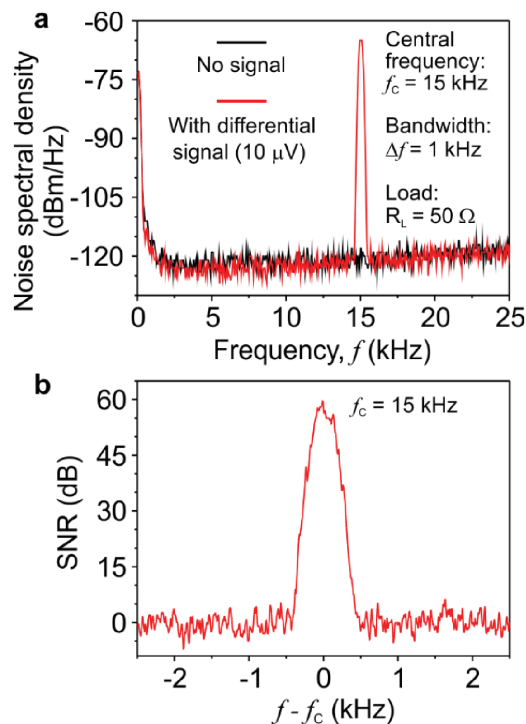 a
-60
-75
-90
-105
-120
Noise spectral density
(dBm/Hz)
No signal
With differential
signal (10 μV)
Central
frequency:
fC = 15 kHz
Bandwidth:
Δf = 1 kHz
Load:
RL = 50 Ω
0 5 10 15 20 25
Frequency, f (kHz)
b
60
45
30
15
0
SNR (dB)
fC = 15 kHz
-2 -1 0 1 2
f - fC (kHz)